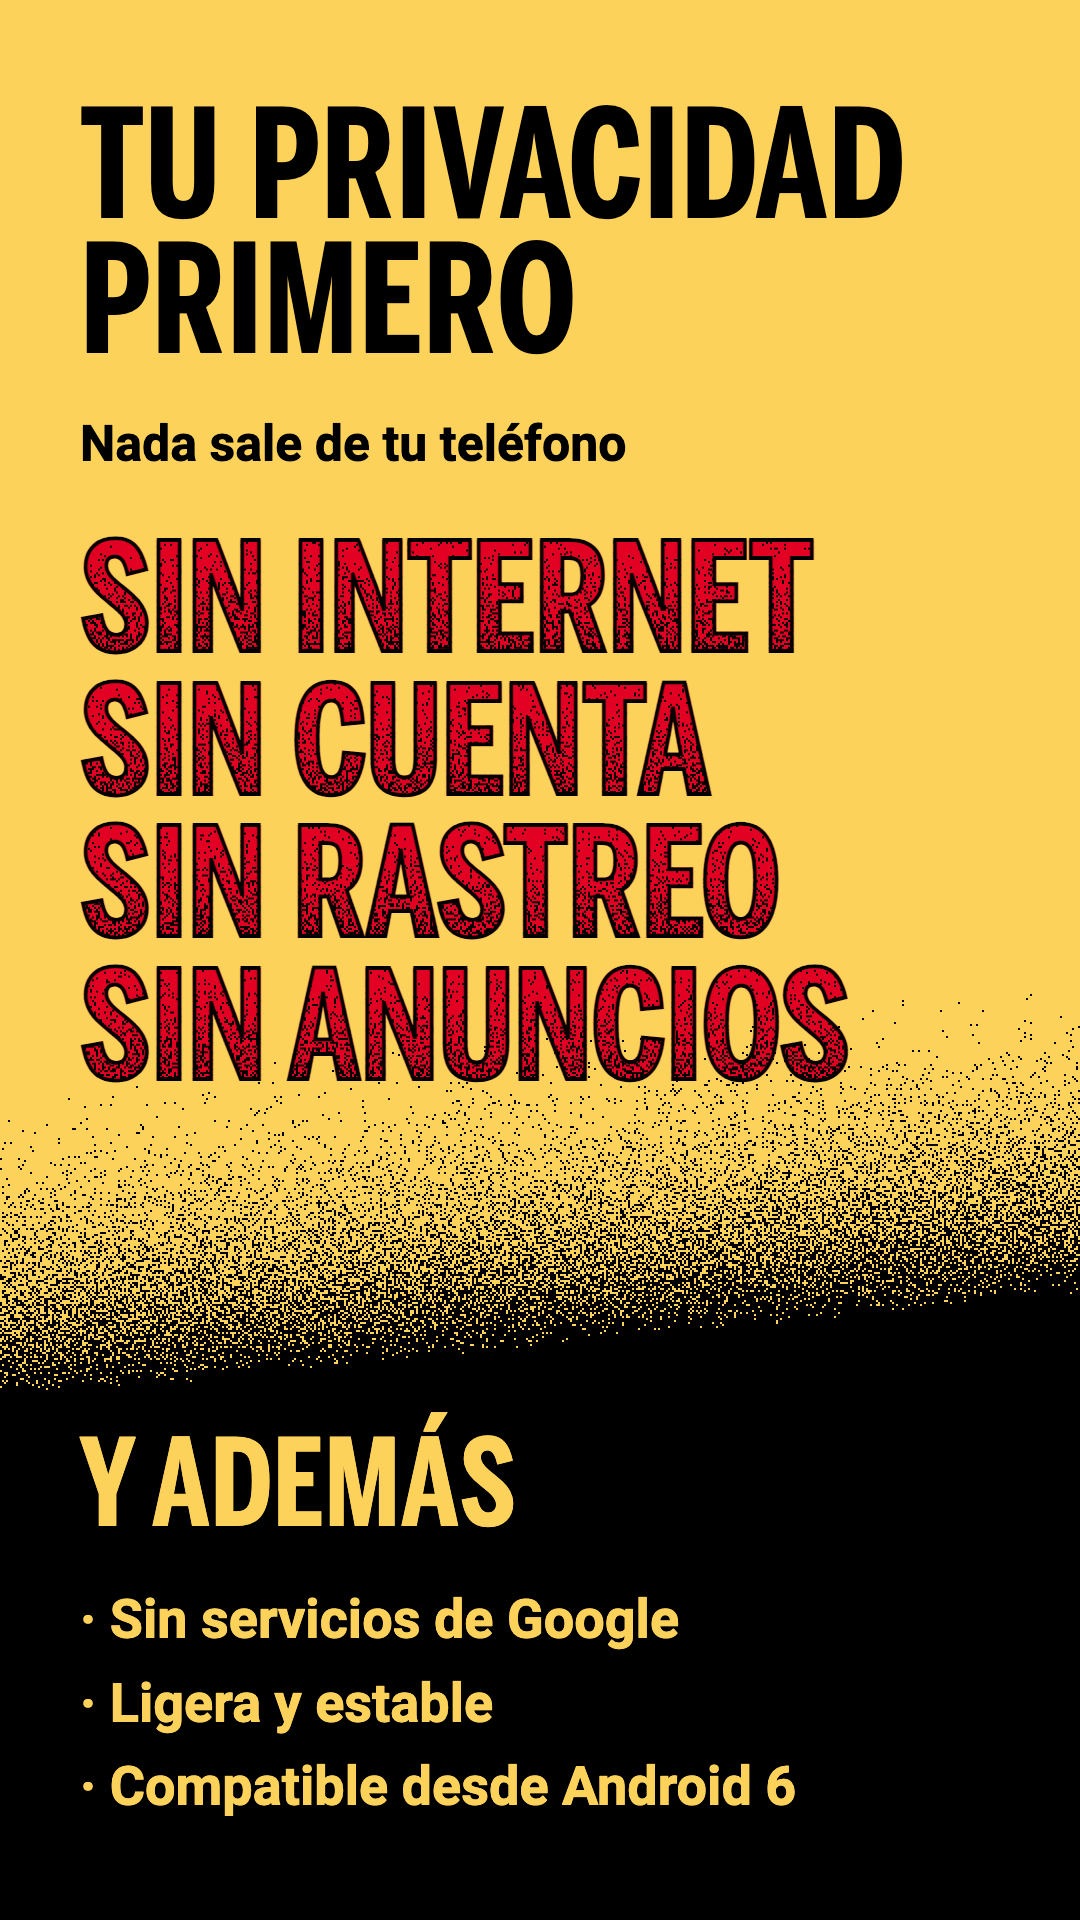 TU PRIVACIDAD
PRIMERO
Nada sale de tu teléfono
SIN INTERNET
SIN CUENTA
SIN RASTREO
SIN ANUNCIOS
Y ADEMÁS
· Sin servicios de Google
· Ligera y estable
· Compatible desde Android 6